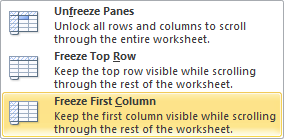 Unfreeze Panes
Unlock all rows and columns to scroll
through the entire worksheet.
Freeze Top Row
Keep the top row visible while scrolling
through the rest of the worksheet.
Freeze First Column
Keep the first column visible while scrolling
through the rest of the worksheet.